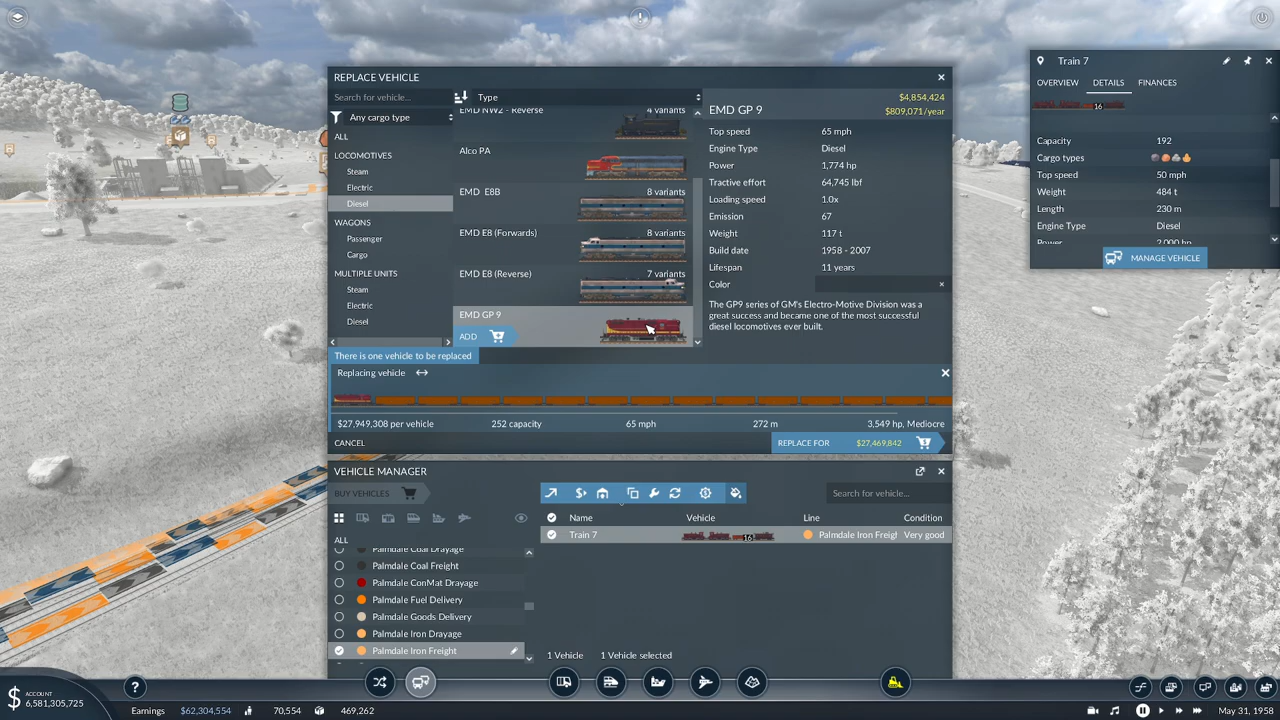 REPLACE VEHICLE
Search for vehicle...
Type
Any cargo type
ALL
LOCOMOTIVES
Steam
Electric
Diesel
WAGONS
Passenger
Cargo
MULTIPLE UNITS
Steam
Electric
Diesel
EMD NW2 - Reverse
4 variants
Alco PA
EMD E8B
8 variants
EMD E8 (Forwards)
8 variants
EMD E8 (Reverse)
7 variants
EMD GP 9
ADD
$4,854,424
EMD GP 9
$809,071/year
Top speed 65 mph
Engine Type Diesel
Power 1,774 hp
Tractive effort 64,745 lbf
Loading speed 1.0x
Emission 67
Weight 117 t
Build date 1958 - 2007
Lifespan 11 years
Color
The GP9 series of GM's Electro-Motive Division was a
great success and became one of the most successful
diesel locomotives ever built.
There is one vehicle to be replaced
Replacing vehicle
$27,949,308 per vehicle 252 capacity 65 mph 272 m 3,549 hp, Mediocre
CANCEL
REPLACE FOR $27,469,842
Train 7
OVERVIEW DETAILS FINANCES
16
Capacity 192
Cargo types
Top speed 50 mph
Weight 484 t
Length 230 m
Engine Type Diesel
Power 2,000 hp
MANAGE VEHICLE
VEHICLE MANAGER
BUY VEHICLES
Search for vehicle...
ALL
Palmdale Coal Drayage
Palmdale Coal Freight
Palmdale ConMat Drayage
Palmdale Fuel Delivery
Palmdale Goods Delivery
Palmdale Iron Drayage
Palmdale Iron Freight
Name Vehicle Line Condition
Train 7 16 Palmdale Iron Freigh Very good
1 Vehicle 1 Vehicle selected
$ ACCOUNT
6,581,305,725
?
Earnings $62,304,554 70,554 469,262
May 31, 1958